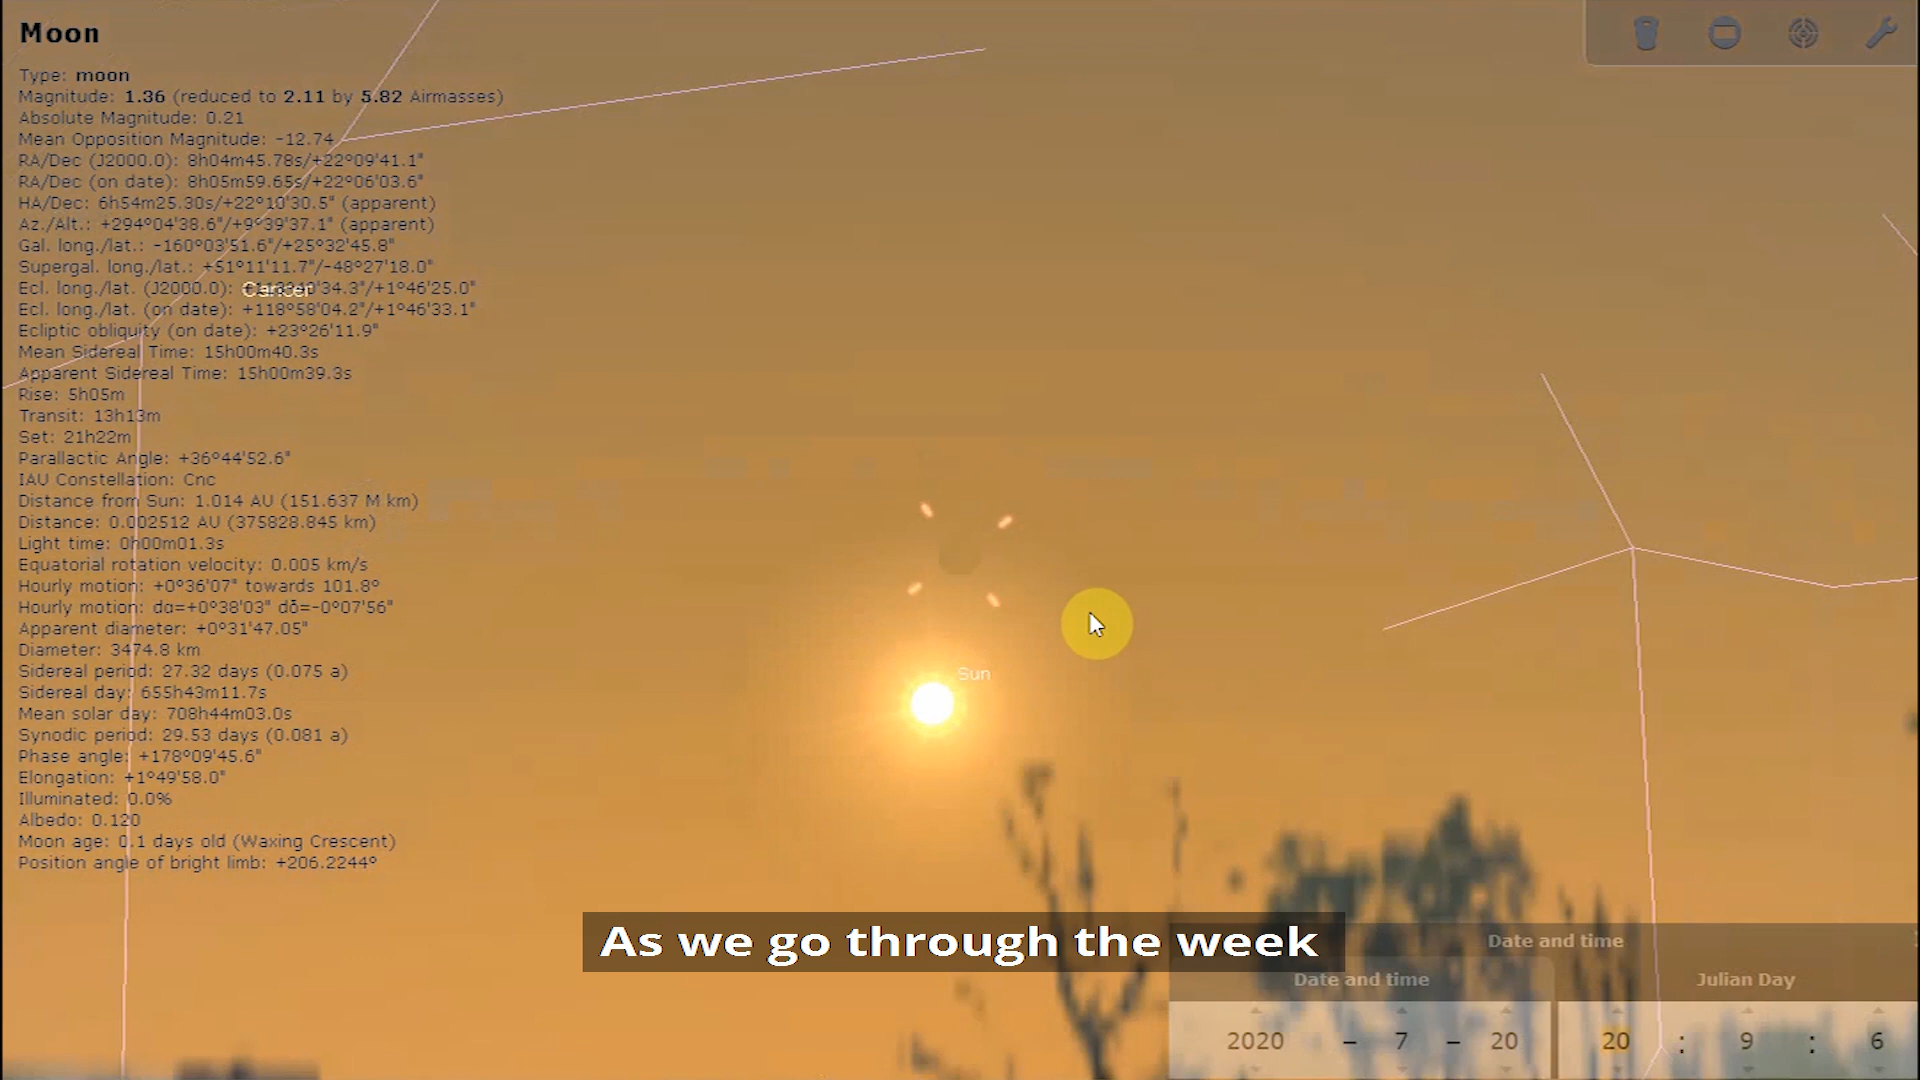 Moon
Type: moon
Magnitude: 1.36 (reduced to 2.11 by 5.82 Airmasses)
Absolute Magnitude: 0.21
Mean Opposition Magnitude: -12.74
RA/Dec (J2000.0): 8h04m45.78s/+22°09'41.1"
RA/Dec (on date): 8h05m59.65s/+22°06'03.6"
HA/Dec: 6h54m25.30s/+22°10'30.5" (apparent)
Az./Alt.: +294°04'38.6"/+9°39'37.1" (apparent)
Gal. long./lat.: -160°03'51.6"/+25°32'45.8"
Supergal. long./lat.: +51°11'11.7"/-48°27'18.0"
Ecl. long./lat. (J2000.0): 34.3"/+1°46'25.0"
Cancer
Ecl. long./lat. (on date): +118°58'04.2"/+1°46'33.1"
Ecliptic obliquity (on date): +23°26'11.9"
Mean Sidereal Time: 15h00m40.3s
Apparent Sidereal Time: 15h00m39.3s
Rise: 5h05m
Transit: 13h13m
Set: 21h22m
Parallactic Angle: +36°44'52.6"
IAU Constellation: Cnc
Distance from Sun: 1.014 AU (151.637 M km)
Distance: 0.002512 AU (375828.845 km)
Light time: 0h00m01.3s
Equatorial rotation velocity: 0.005 km/s
Hourly motion: +0°36'07" towards 101.8°
Hourly motion: dα=+0°38'03" dδ=-0°07'56"
Apparent diameter: +0°31'47.05"
Diameter: 3474.8 km
Sidereal period: 27.32 days (0.075 a)
Sidereal day: 655h43m11.7s
Mean solar day: 708h44m03.0s
Synodic period: 29.53 days (0.081 a)
Phase angle: +178°09'45.6"
Elongation: +1°49'58.0"
Illuminated: 0.0%
Albedo: 0.120
Moon age: 0.1 days old (Waxing Crescent)
Position angle of bright limb: +206.2244°
Sun
As we go through the week
Date and time
Date and time Julian Day
2020 - 7 - 20 20 : 9 : 6